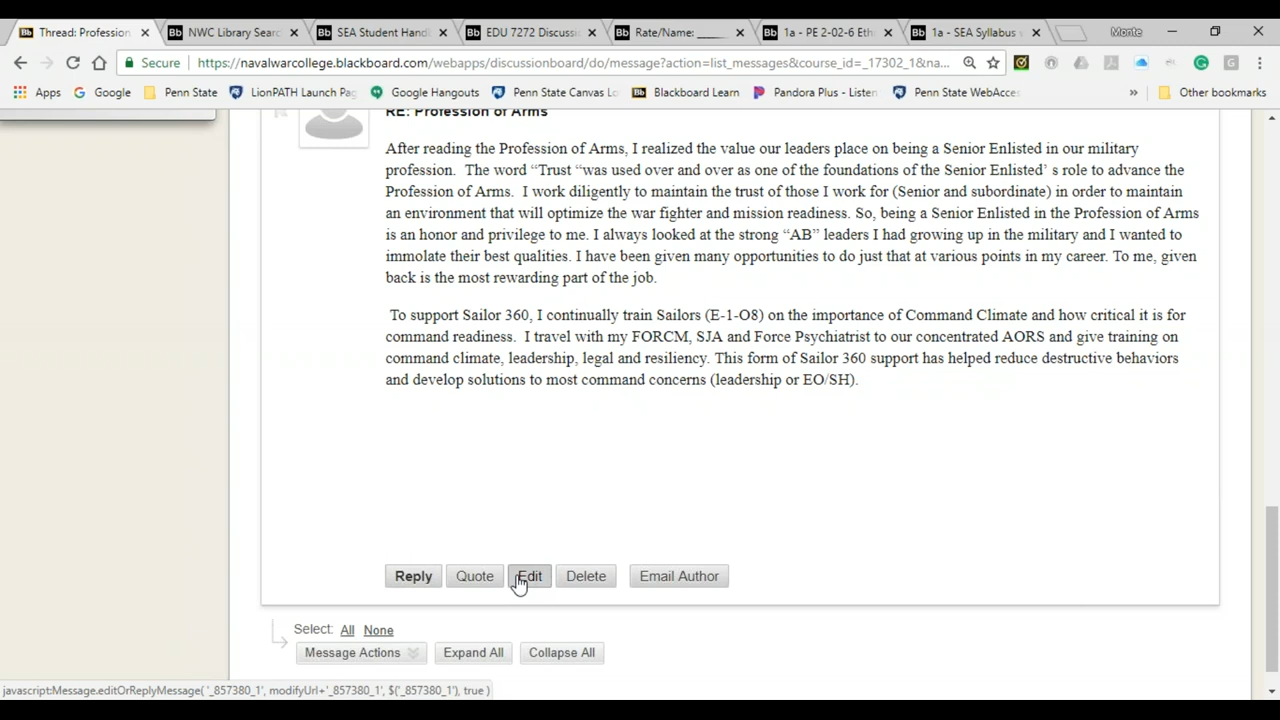 Thread: Profession
NWC Library Searc
SEA Student Handb
EDU 7272 Discussi
Rate/Name: _____
1a - PE 2-02-6 Eth
1a - SEA Syllabus v
Monte
Secure
https://navalwarcollege.blackboard.com/webapps/discussionboard/do/message?action=list_messages&course_id=_17302_1&na...
Apps
Google
Penn State
LionPATH Launch Pag
Google Hangouts
Penn State Canvas Lo
Blackboard Learn
Pandora Plus - Listen
Penn State WebAcces
»
Other bookmarks
RE: Profession of Arms
After reading the Profession of Arms, I realized the value our leaders place on being a Senior Enlisted in our military
profession. The word “Trust “was used over and over as one of the foundations of the Senior Enlisted’ s role to advance the
Profession of Arms. I work diligently to maintain the trust of those I work for (Senior and subordinate) in order to maintain
an environment that will optimize the war fighter and mission readiness. So, being a Senior Enlisted in the Profession of Arms
is an honor and privilege to me. I always looked at the strong “AB” leaders I had growing up in the military and I wanted to
immolate their best qualities. I have been given many opportunities to do just that at various points in my career. To me, given
back is the most rewarding part of the job.
To support Sailor 360, I continually train Sailors (E-1-O8) on the importance of Command Climate and how critical it is for
command readiness. I travel with my FORCM, SJA and Force Psychiatrist to our concentrated AORS and give training on
command climate, leadership, legal and resiliency. This form of Sailor 360 support has helped reduce destructive behaviors
and develop solutions to most command concerns (leadership or EO/SH).
Reply
Quote
Edit
Delete
Email Author
Select: All None
Message Actions
Expand All
Collapse All
javascript:Message.editOrReplyMessage( '_857380_1', modifyUrl+'_857380_1', $('_857380_1'), true )